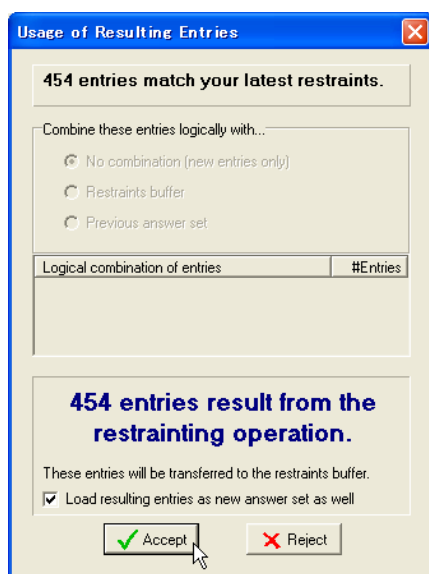 Usage of Resulting Entries
454 entries match your latest restraints.
Combine these entries logically with...
No combination (new entries only)
Restraints buffer
Previous answer set
Logical combination of entries #Entries
454 entries result from the
restrainting operation.
These entries will be transferred to the restraints buffer.
Load resulting entries as new answer set as well
Accept Reject